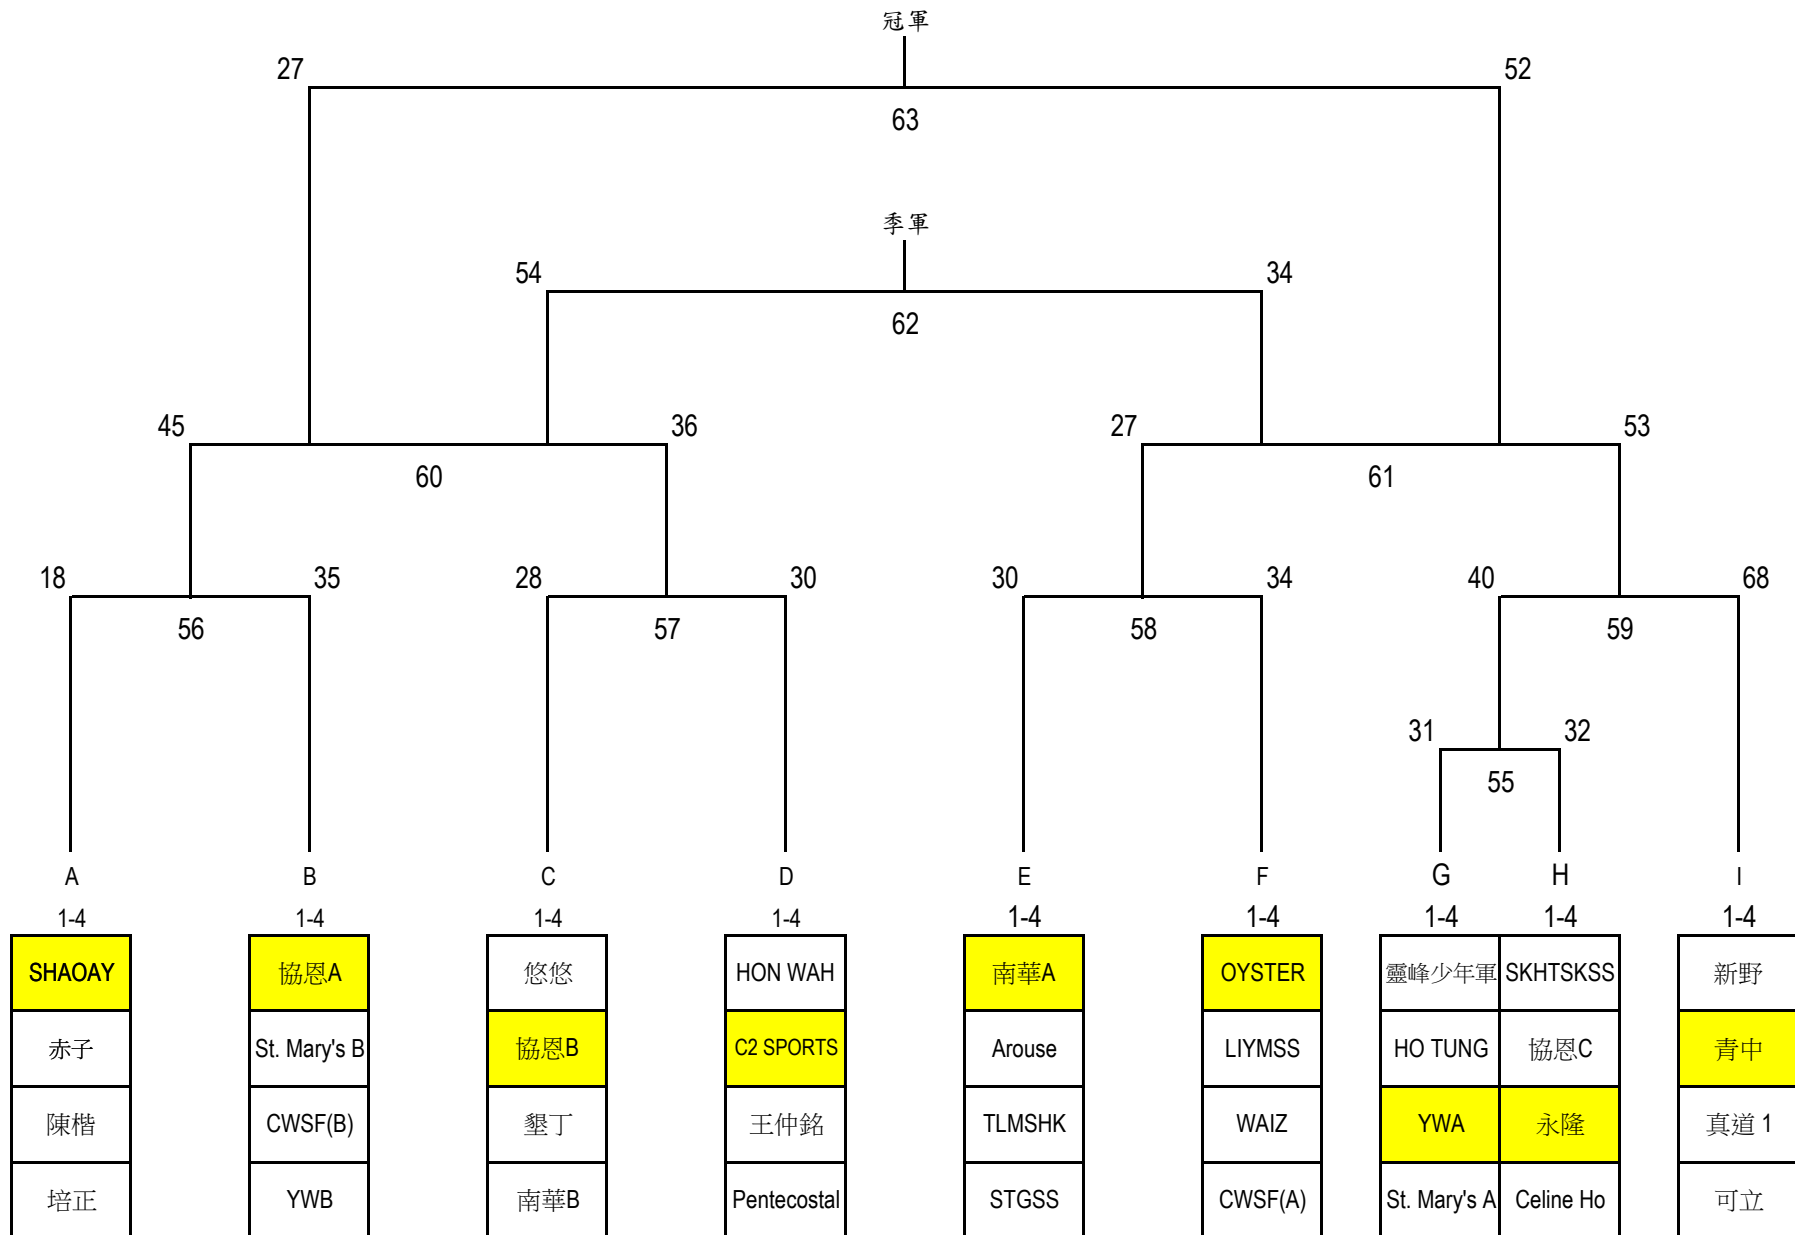 冠軍
27 52
63
季軍
54 34
62
45 36 27 53
60 61
18 35 28 30 30 34 40 68
56 57 58 59
31 32
55
A B C D E F G H I
1-4 1-4 1-4 1-4 1-4 1-4 1-4 1-4 1-4
SHAOAY 協恩A 悠悠 HON WAH 南華A OYSTER 靈峰少年軍 SKHTSKSS 新野
赤子 St. Mary's B 協恩B C2 SPORTS Arouse LIYMSS HO TUNG 協恩C 青中
陳楷 CWSF(B) 墾丁 王仲銘 TLMSHK WAIZ YWA 永隆 真道 1
培正 YWB 南華B Pentecostal STGSS CWSF(A) St. Mary's A Celine Ho 可立